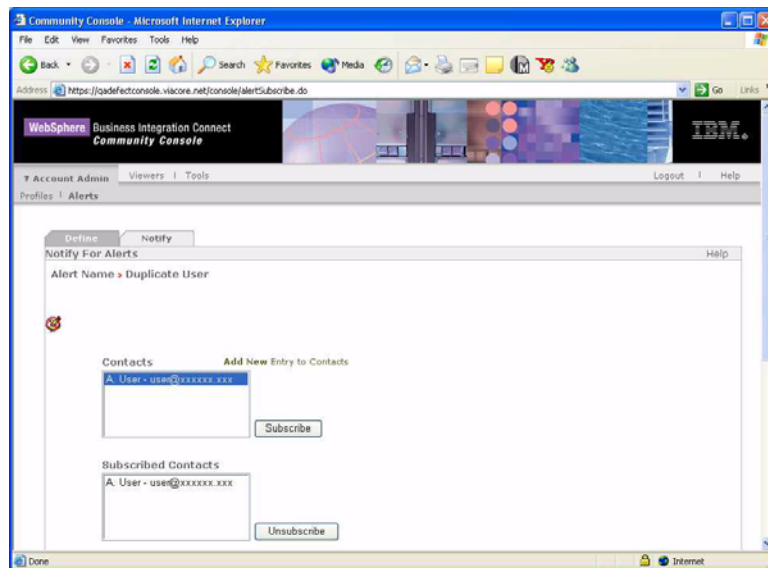 Community Console - Microsoft Internet Explorer
File Edit View Favorites Tools Help
Back Search Favorites Media
Address https://qadefectconsole.viacore.net/console/alertSubscribe.do Go Links
WebSphere Business Integration Connect
Community Console
IBM.
Account Admin Viewers | Tools Logout | Help
Profiles | Alerts
Define Notify
Notify For Alerts Help
Alert Name > Duplicate User
Contacts Add New Entry to Contacts
A. User - user@xxxxxx.xxx
Subscribe
Subscribed Contacts
A. User - user@xxxxxx.xxx
Unsubscribe
Done Internet